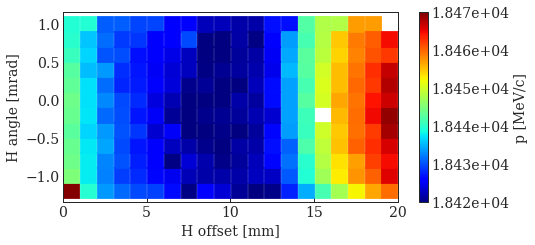 1.0
0.5
0.0
−0.5
−1.0
H angle [mrad]
0 5 10 15 20
H offset [mm]
1.847e+04
1.846e+04
1.845e+04
1.844e+04
1.843e+04
1.842e+04
p [MeV/c]